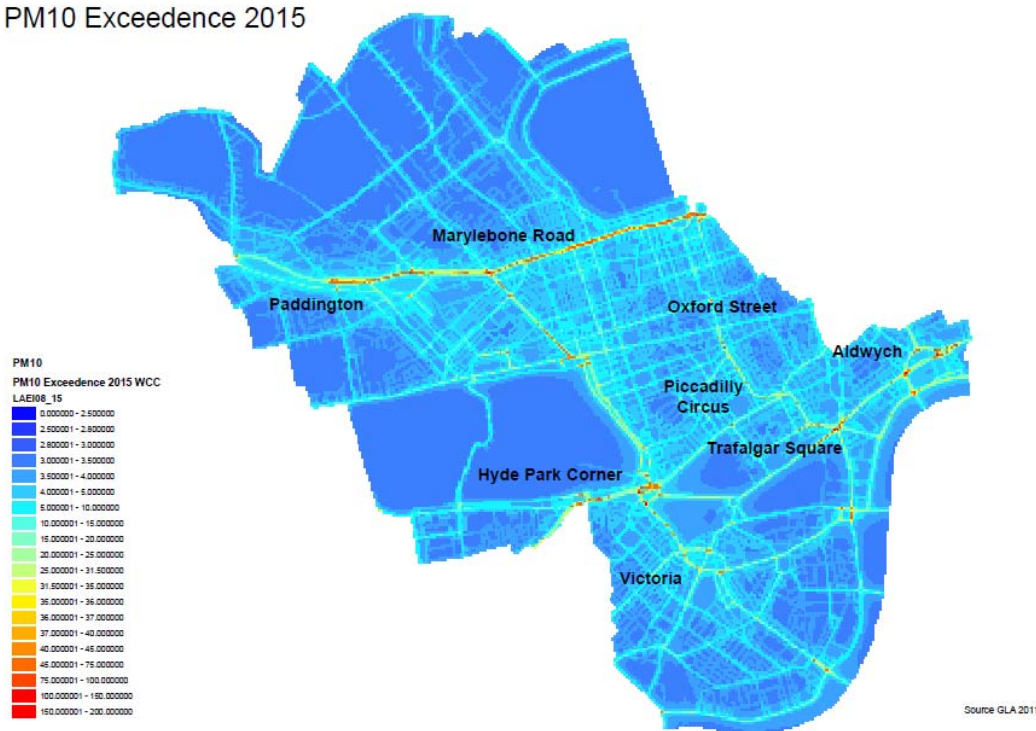 PM10 Exceedence 2015
Marylebone Road
Paddington
Oxford Street
Aldwych
Piccadilly
Circus
Trafalgar Square
Hyde Park Corner
Victoria
PM10
PM10 Exceedence 2015 WCC
LAEI08_15
0.000000 - 2.500000
2.500001 - 2.800000
2.800001 - 3.000000
3.000001 - 3.500000
3.500001 - 4.000000
4.000001 - 5.000000
5.000001 - 10.000000
10.000001 - 15.000000
15.000001 - 20.000000
20.000001 - 25.000000
25.000001 - 31.500000
31.500001 - 35.000000
35.000001 - 36.000000
36.000001 - 37.000000
37.000001 - 40.000000
40.000001 - 45.000000
45.000001 - 75.000000
75.000001 - 100.000000
100.000001 - 150.000000
150.000001 - 200.000000
Source GLA 2011